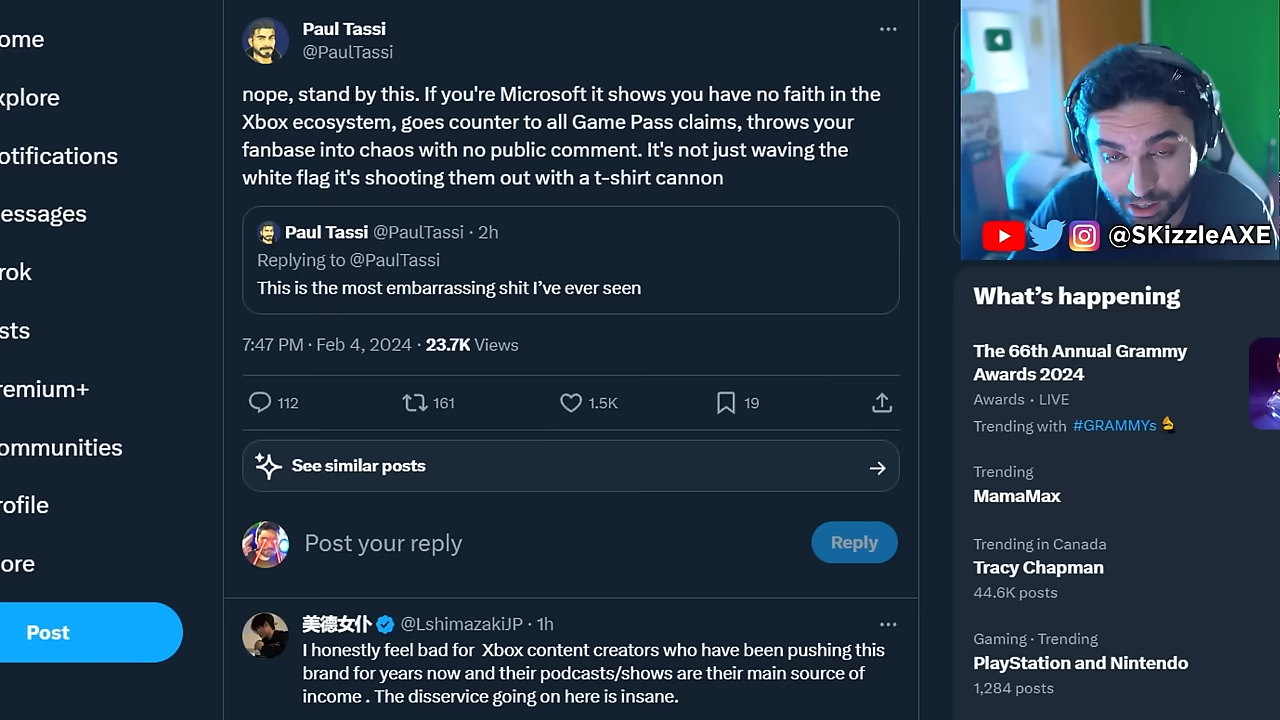 ome
xplore
otifications
essages
rok
sts
remium+
ommunities
rofile
ore
Post
Paul Tassi
@PaulTassi
nope, stand by this. If you're Microsoft it shows you have no faith in the
Xbox ecosystem, goes counter to all Game Pass claims, throws your
fanbase into chaos with no public comment. It's not just waving the
white flag it's shooting them out with a t-shirt cannon
Paul Tassi @PaulTassi · 2h
Replying to @PaulTassi
This is the most embarrassing shit I’ve ever seen
7:47 PM · Feb 4, 2024 · 23.7K Views
112 161 1.5K 19
See similar posts
Post your reply
Reply
美德女仆 @LshimazakiJP · 1h
I honestly feel bad for Xbox content creators who have been pushing this
brand for years now and their podcasts/shows are their main source of
income . The disservice going on here is insane.
@SKizzleAXE
What’s happening
The 66th Annual Grammy
Awards 2024
Awards · LIVE
Trending with #GRAMMYs
Trending
MamaMax
Trending in Canada
Tracy Chapman
44.6K posts
Gaming · Trending
PlayStation and Nintendo
1,284 posts